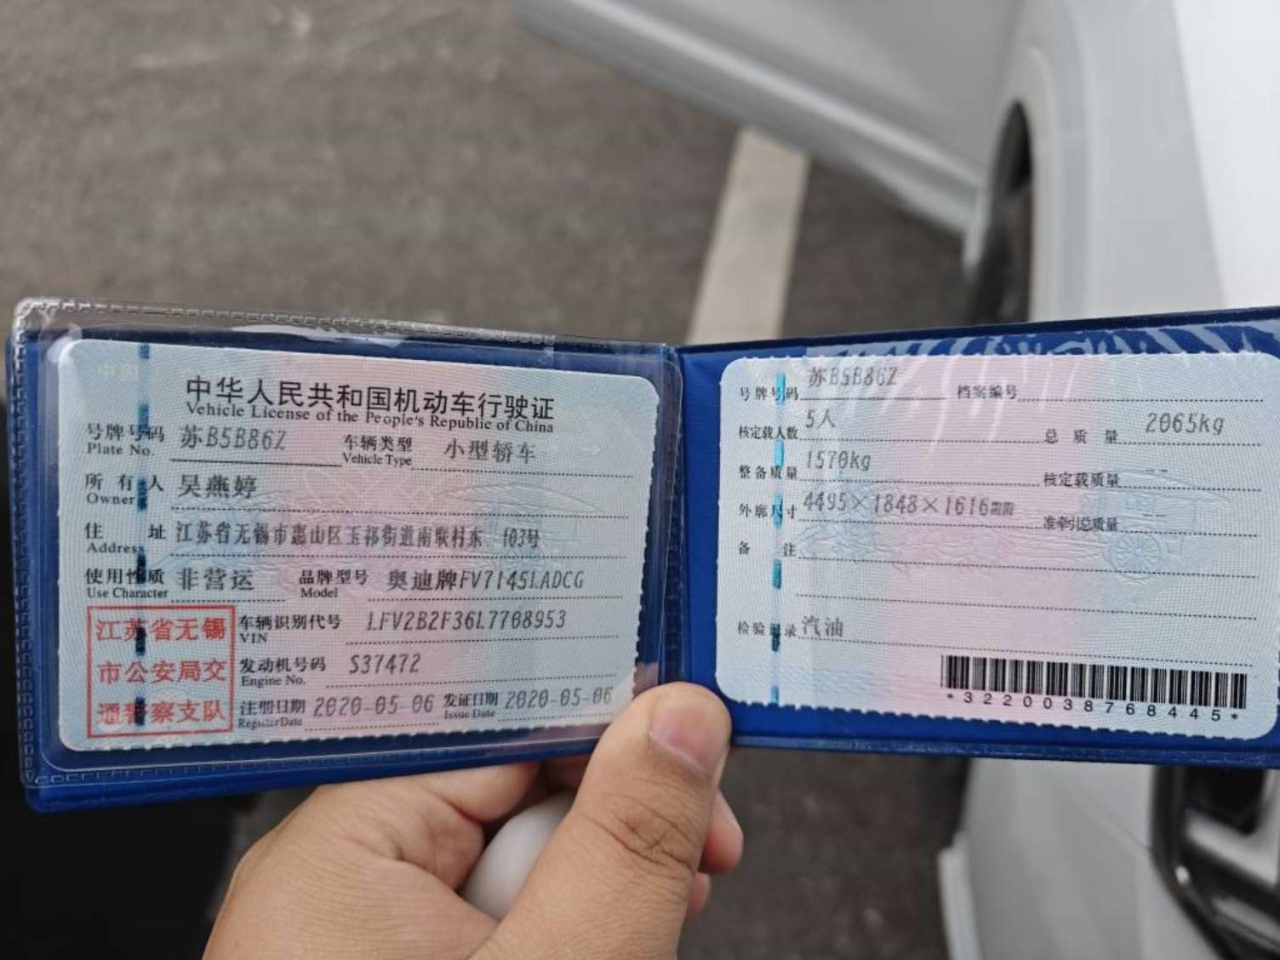 中华人民共和国机动车行驶证
Vehicle License of the People's Republic of China
号牌号码 苏B5B86Z 车辆类型 小型轿车
Plate No. Vehicle Type
所有人 吴燕婷
Owner
住址 江苏省无锡市惠山区玉祁街道南联村东 103号
Address
使用性质 非营运 品牌型号 奥迪牌FV7145LADCG
Use Character Model
江苏省无锡
市公安局交
通警察支队
车辆识别代号 LFV2B2F36L7708953
VIN
发动机号码 S37472
Engine No.
注册日期 2020-05-06 发证日期 2020-05-06
Register Date Issue Date
号牌号码 苏B5B86Z 档案编号
核定载人数 5人 总质量 2065kg
整备质量 1570kg 核定载质量 --
外廓尺寸 4495×1848×1616 准牵引总质量
备注
检验记录 汽油
*3220038768445*